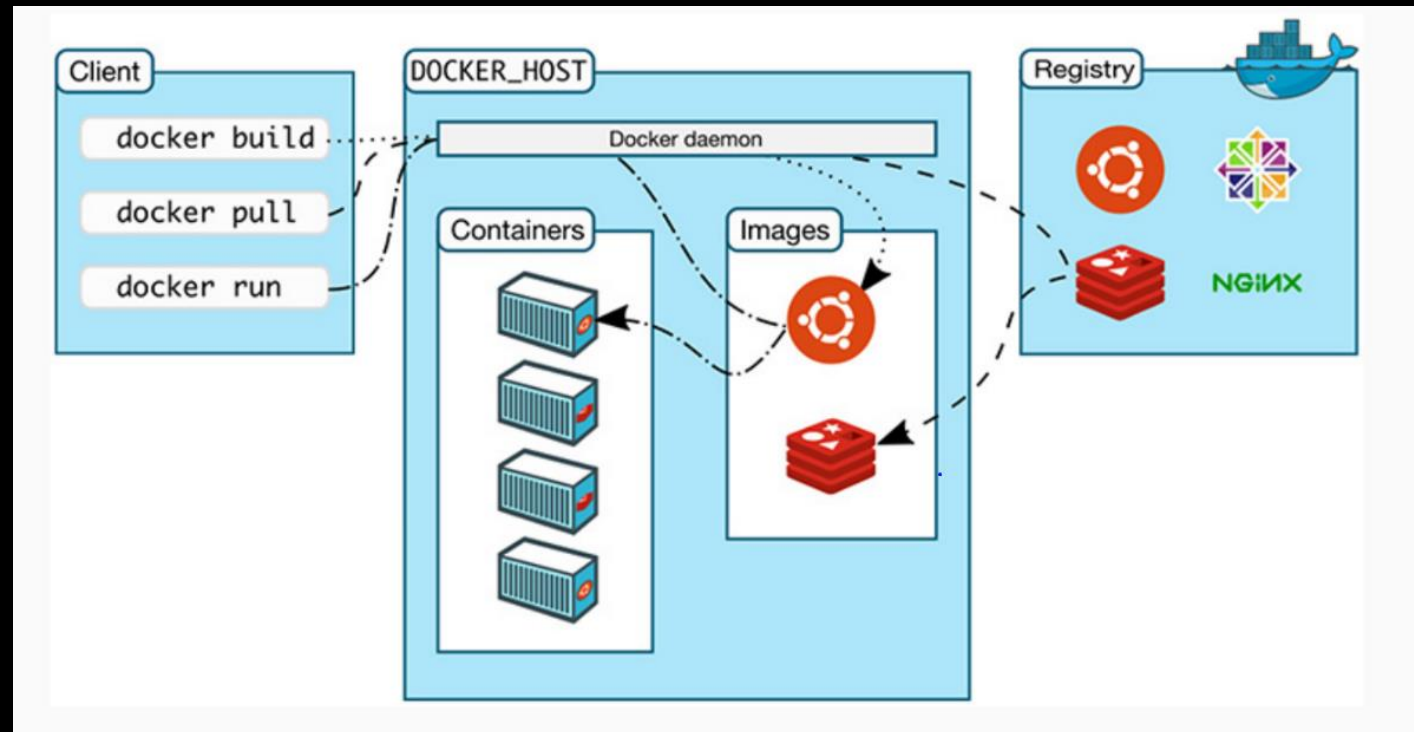 Client
docker build
docker pull
docker run
DOCKER_HOST
Docker daemon
Containers
Images
Registry
NGiNX